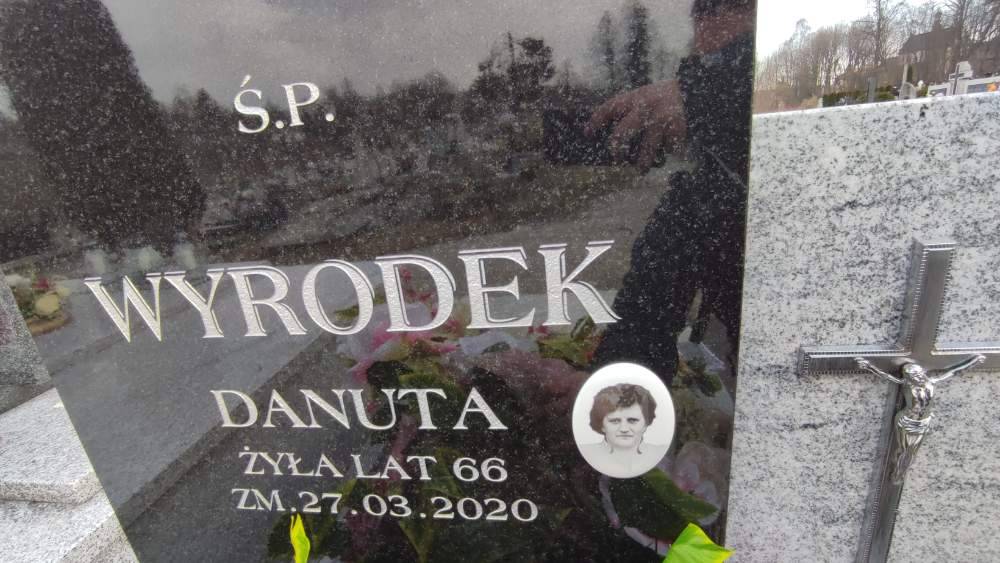 Ś.P.
WYRODEK
DANUTA
ŻYŁA LAT 66
ZM.27.03.2020